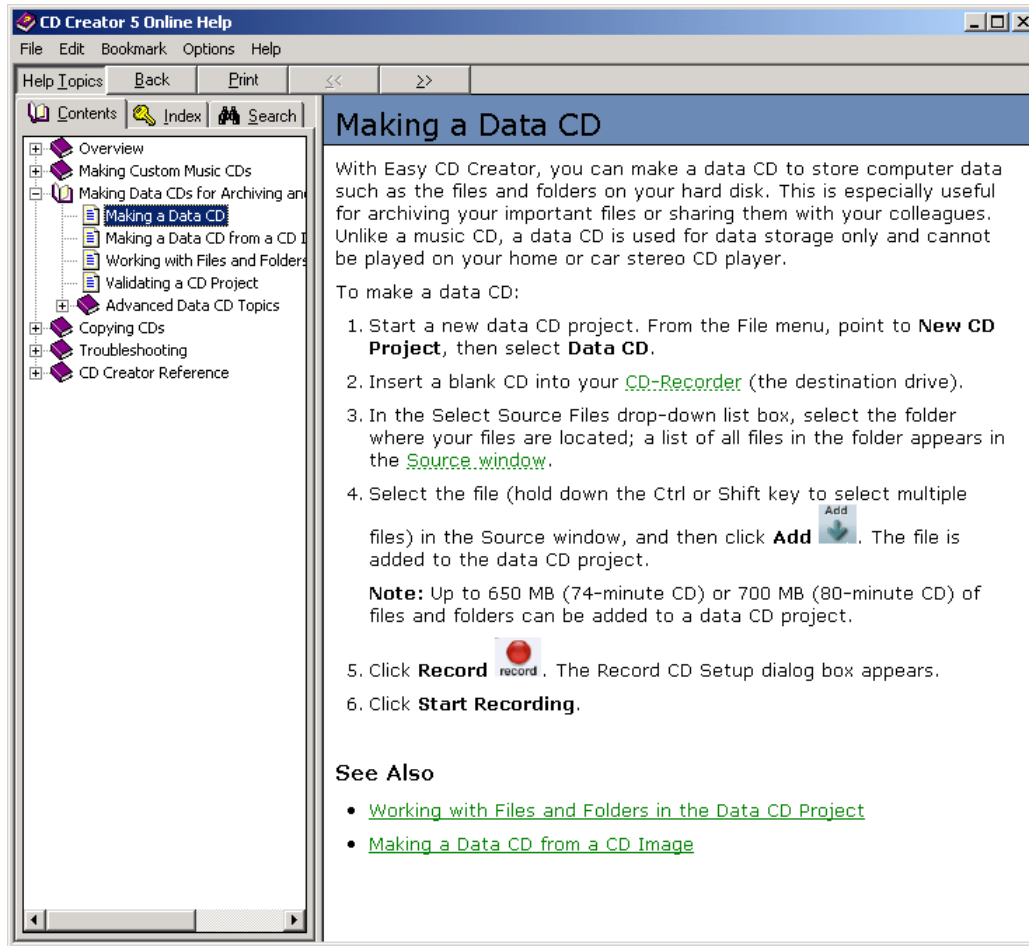 CD Creator 5 Online Help
File Edit Bookmark Options Help
Help Topics Back Print << >>
Contents Index Search
Overview
Making Custom Music CDs
Making Data CDs for Archiving an
Making a Data CD
Making a Data CD from a CD I
Working with Files and Folders
Validating a CD Project
Advanced Data CD Topics
Copying CDs
Troubleshooting
CD Creator Reference
Making a Data CD
With Easy CD Creator, you can make a data CD to store computer data
such as the files and folders on your hard disk. This is especially useful
for archiving your important files or sharing them with your colleagues.
Unlike a music CD, a data CD is used for data storage only and cannot
be played on your home or car stereo CD player.
To make a data CD:
1. Start a new data CD project. From the File menu, point to New CD
Project, then select Data CD.
2. Insert a blank CD into your CD-Recorder (the destination drive).
3. In the Select Source Files drop-down list box, select the folder
where your files are located; a list of all files in the folder appears in
the Source window.
4. Select the file (hold down the Ctrl or Shift key to select multiple
files) in the Source window, and then click Add Add. The file is
added to the data CD project.
Note: Up to 650 MB (74-minute CD) or 700 MB (80-minute CD) of
files and folders can be added to a data CD project.
5. Click Record record. The Record CD Setup dialog box appears.
6. Click Start Recording.
See Also
• Working with Files and Folders in the Data CD Project
• Making a Data CD from a CD Image